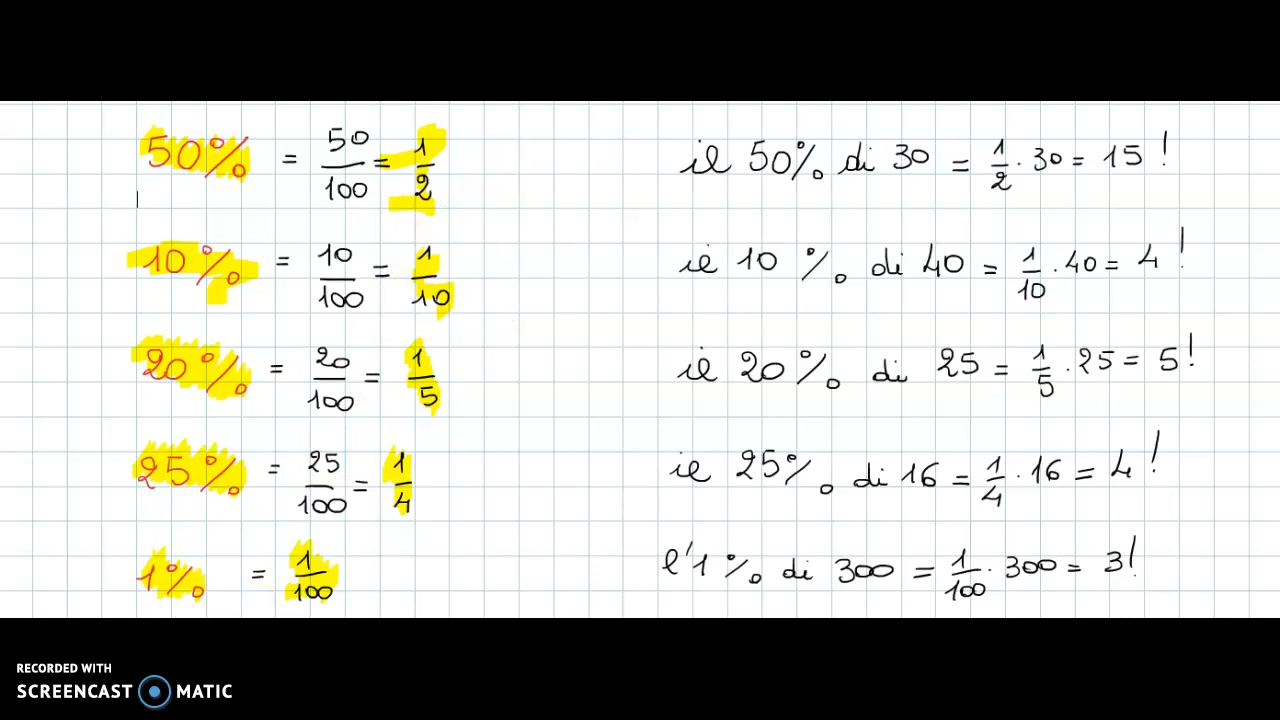 50% = 50/100 = 1/2 il 50% di 30 = 1/2 · 30 = 15!
10% = 10/100 = 1/10 il 10% di 40 = 1/10 · 40 = 4!
20% = 20/100 = 1/5 il 20% di 25 = 1/5 · 25 = 5!
25% = 25/100 = 1/4 il 25% di 16 = 1/4 · 16 = 4!
1% = 1/100 l'1% di 300 = 1/100 · 300 = 3!
RECORDED WITH
SCREENCAST MATIC